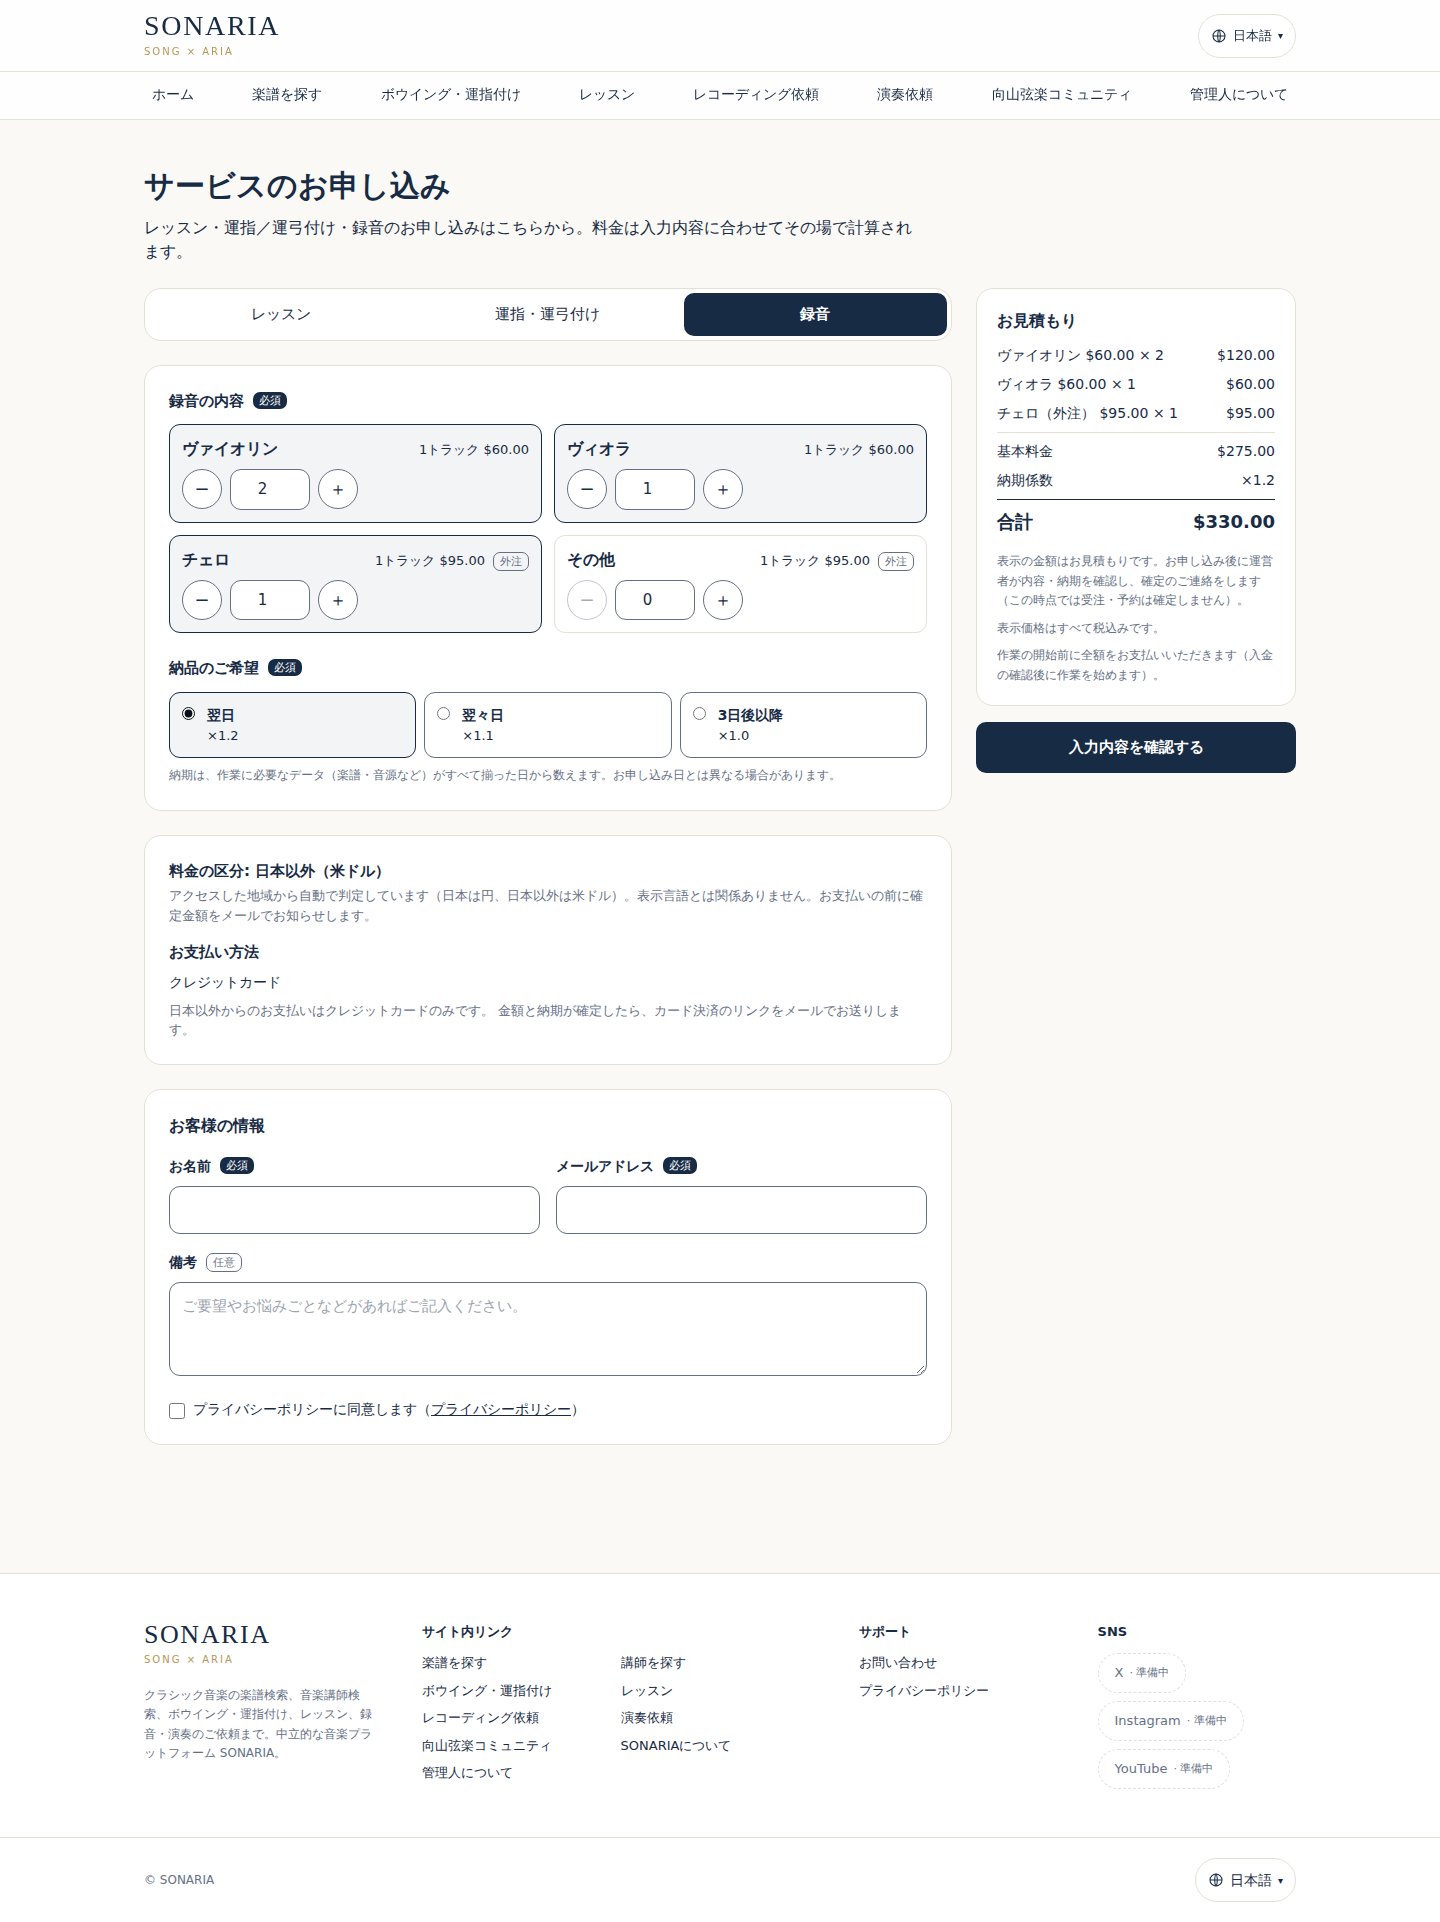 SONARIA
SONG × ARIA
日本語 ▾
ホーム
楽譜を探す
ボウイング・運指付け
レッスン
レコーディング依頼
演奏依頼
向山弦楽コミュニティ
管理人について
サービスのお申し込み
レッスン・運指／運弓付け・録音のお申し込みはこちらから。料金は入力内容に合わせてその場で計算され
ます。
レッスン
運指・運弓付け
録音
録音の内容 必須
ヴァイオリン 1トラック $60.00
− 2 +
ヴィオラ 1トラック $60.00
− 1 +
チェロ 1トラック $95.00 外注
− 1 +
その他 1トラック $95.00 外注
− 0 +
納品のご希望 必須
翌日
×1.2
翌々日
×1.1
3日後以降
×1.0
納期は、作業に必要なデータ（楽譜・音源など）がすべて揃った日から数えます。お申し込み日とは異なる場合があります。
料金の区分: 日本以外（米ドル）
アクセスした地域から自動で判定しています（日本は円、日本以外は米ドル）。表示言語とは関係ありません。お支払いの前に確
定金額をメールでお知らせします。
お支払い方法
クレジットカード
日本以外からのお支払いはクレジットカードのみです。 金額と納期が確定したら、カード決済のリンクをメールでお送りしま
す。
お客様の情報
お名前 必須
メールアドレス 必須
備考 任意
ご要望やお悩みごとなどがあればご記入ください。
プライバシーポリシーに同意します（プライバシーポリシー）
お見積もり
ヴァイオリン $60.00 × 2 $120.00
ヴィオラ $60.00 × 1 $60.00
チェロ（外注） $95.00 × 1 $95.00
基本料金 $275.00
納期係数 ×1.2
合計 $330.00
表示の金額はお見積もりです。お申し込み後に運営
者が内容・納期を確認し、確定のご連絡をします
（この時点では受注・予約は確定しません）。
表示価格はすべて税込みです。
作業の開始前に全額をお支払いいただきます（入金
の確認後に作業を始めます）。
入力内容を確認する
SONARIA
SONG × ARIA
クラシック音楽の楽譜検索、音楽講師検
索、ボウイング・運指付け、レッスン、録
音・演奏のご依頼まで。中立的な音楽プラ
ットフォーム SONARIA。
サイト内リンク
楽譜を探す
ボウイング・運指付け
レコーディング依頼
向山弦楽コミュニティ
管理人について
講師を探す
レッスン
演奏依頼
SONARIAについて
サポート
お問い合わせ
プライバシーポリシー
SNS
X · 準備中
Instagram · 準備中
YouTube · 準備中
© SONARIA
日本語 ▾